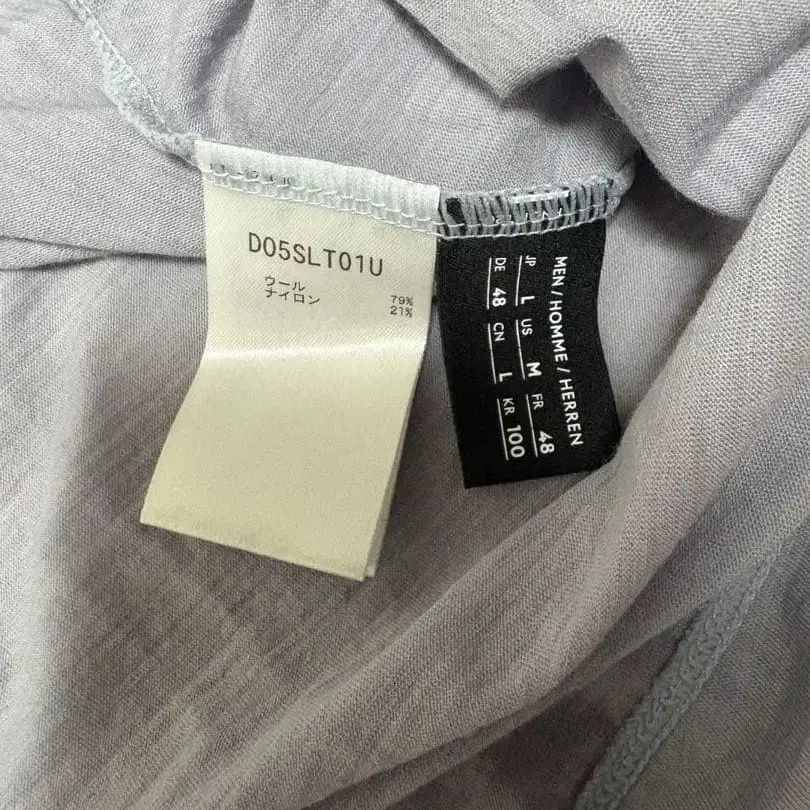 D05SLT01U
ウール 79%
ナイロン 21%
MEN / HOMME / HERREN
JP L US M FR 48
DE 48 CN L KR 100